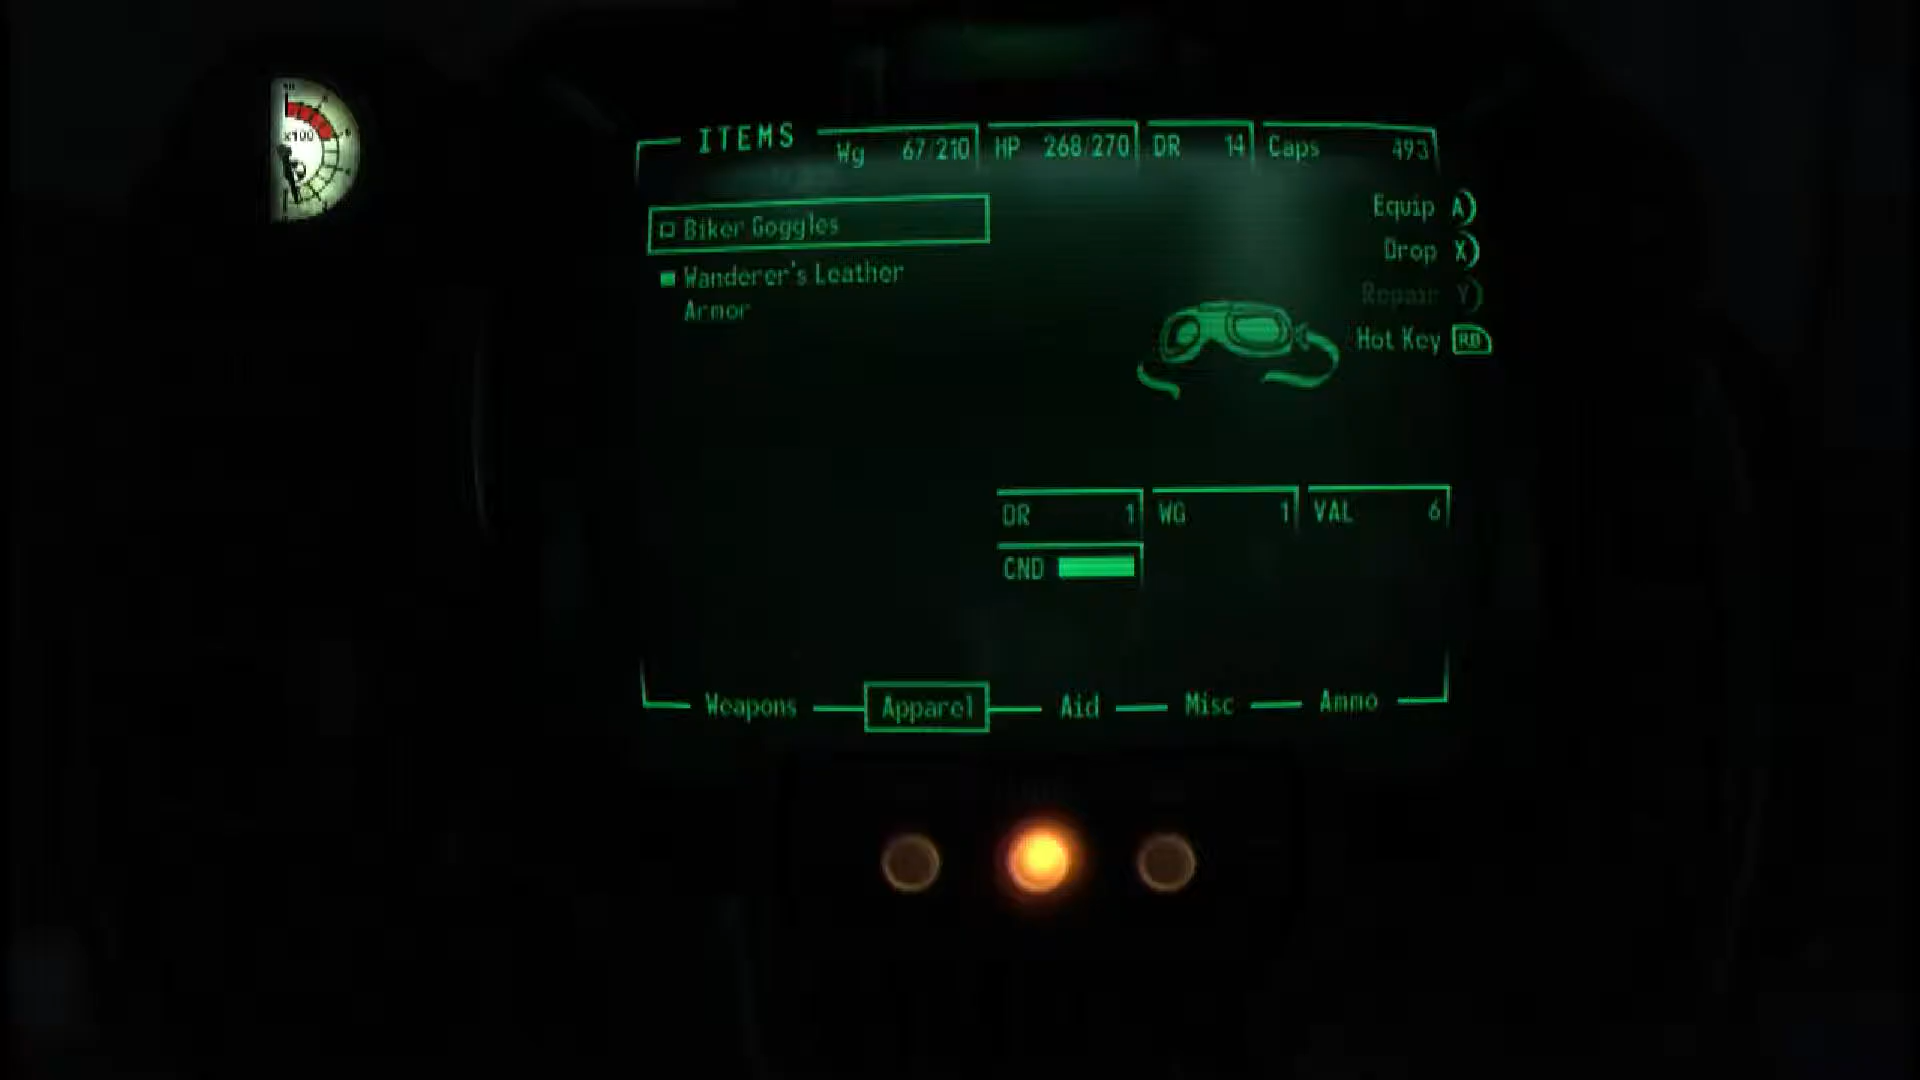 x100
ITEMS
Wg 67/210
HP 268/270
DR 14
Caps 493
Biker Goggles
Wanderer's Leather
Armor
Equip A)
Drop X)
Repair Y)
Hot Key RB
DR 1
WG 1
VAL 6
CND
Weapons
Apparel
Aid
Misc
Ammo